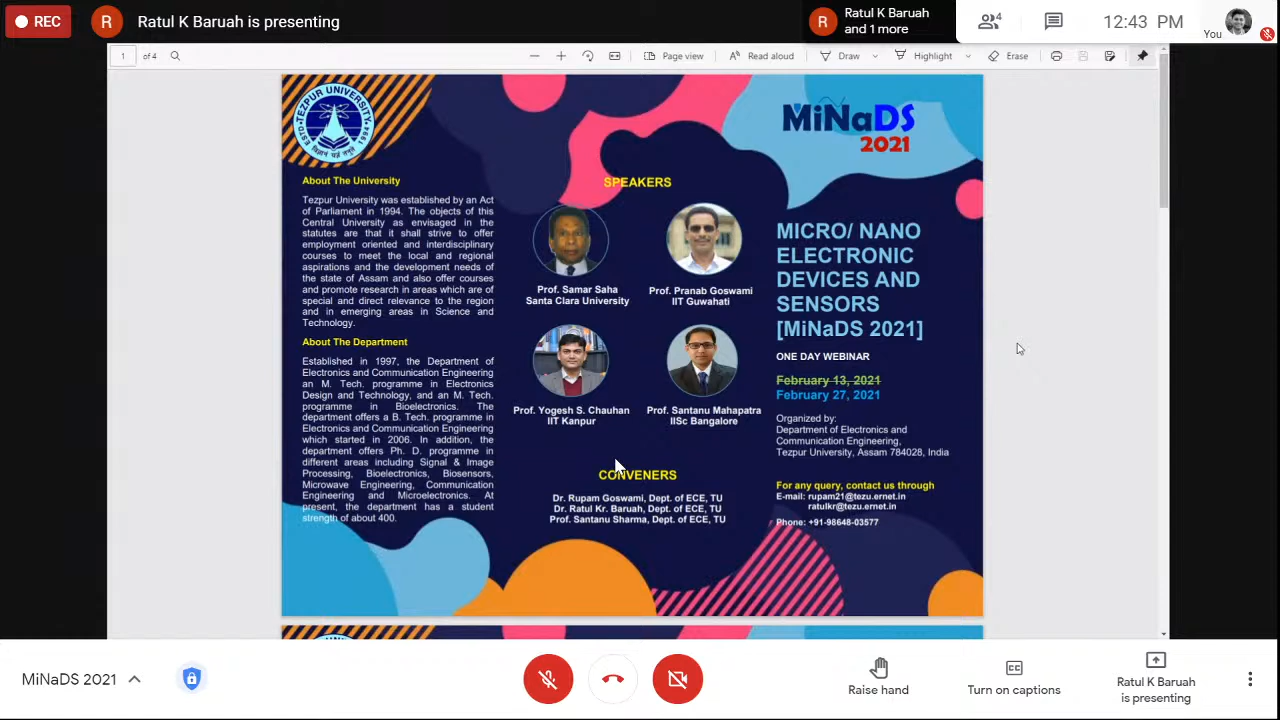 REC
R
Ratul K Baruah is presenting
R
Ratul K Baruah
and 1 more
4
12:43 PM
You
1
of 4
Page view
Read aloud
Draw
Highlight
Erase
TEZPUR UNIVERSITY
ESTD
1994
MiNaDS
2021
About The University
Tezpur University was established by an Act
of Parliament in 1994. The objects of this
Central University as envisaged in the
statutes are that it shall strive to offer
employment oriented and interdisciplinary
courses to meet the local and regional
aspirations and the development needs of
the state of Assam and also offer courses
and promote research in areas which are of
special and direct relevance to the region
and in emerging areas in Science and
Technology.
About The Department
Established in 1997, the Department of
Electronics and Communication Engineering
an M. Tech. programme in Electronics
Design and Technology, and an M. Tech.
programme in Bioelectronics. The
department offers a B. Tech. programme in
Electronics and Communication Engineering
which started in 2006. In addition, the
department offers Ph. D. programme in
different areas including Signal & Image
Processing, Bioelectronics, Biosensors,
Microwave Engineering, Communication
Engineering and Microelectronics. At
present, the department has a student
strength of about 400.
SPEAKERS
Prof. Samar Saha
Santa Clara University
Prof. Pranab Goswami
IIT Guwahati
Prof. Yogesh S. Chauhan
IIT Kanpur
Prof. Santanu Mahapatra
IISc Bangalore
CONVENERS
Dr. Rupam Goswami, Dept. of ECE, TU
Dr. Ratul Kr. Baruah, Dept. of ECE, TU
Prof. Santanu Sharma, Dept. of ECE, TU
MICRO/ NANO
ELECTRONIC
DEVICES AND
SENSORS
[MiNaDS 2021]
ONE DAY WEBINAR
February 13, 2021
February 27, 2021
Organized by:
Department of Electronics and
Communication Engineering,
Tezpur University, Assam 784028, India
For any query, contact us through
E-mail: rupam21@tezu.ernet.in
ratulkr@tezu.ernet.in
Phone: +91-98648-03577
MiNaDS 2021
Raise hand
CC
Turn on captions
Ratul K Baruah
is presenting